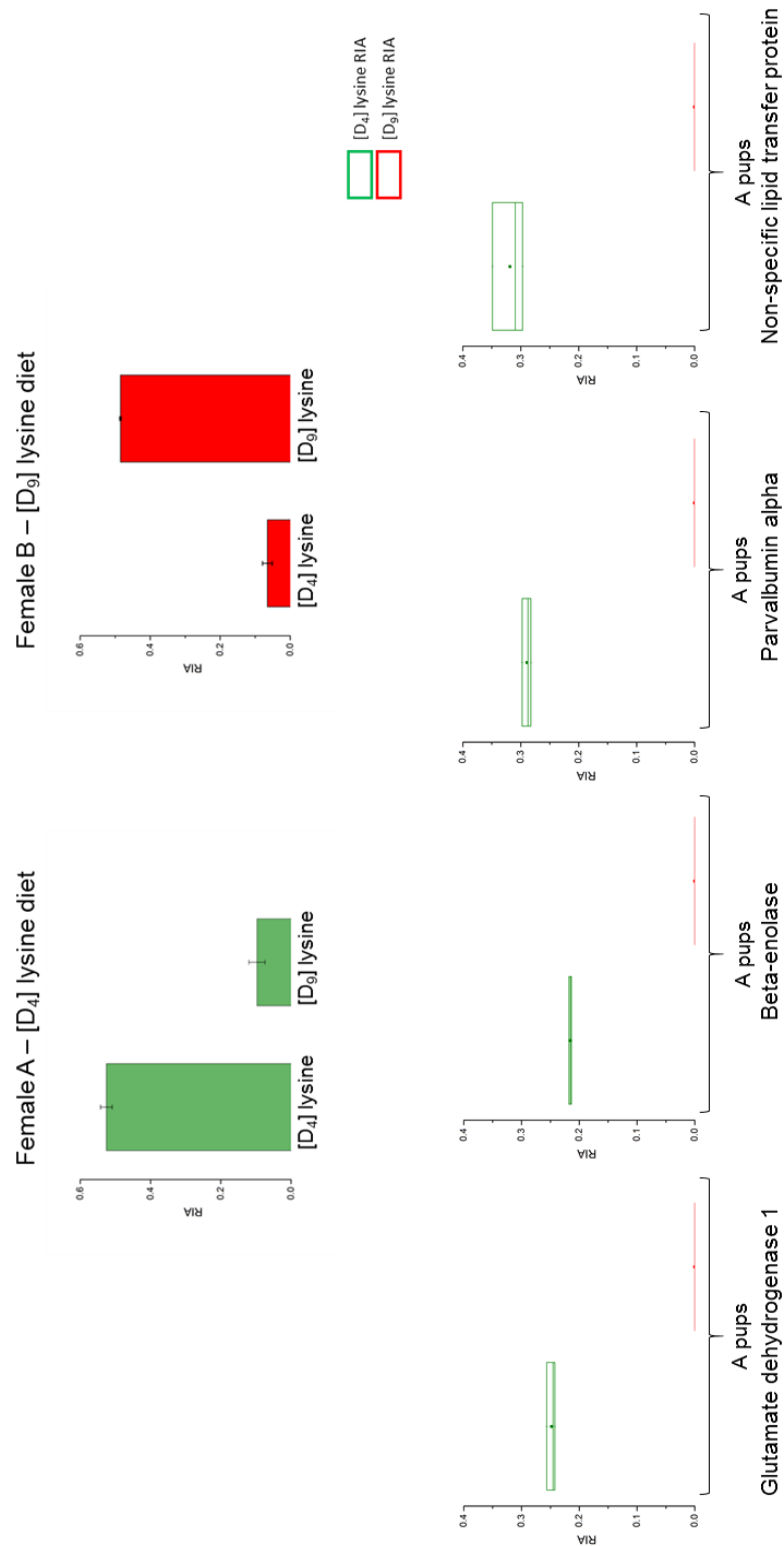 Female A – [D₄] lysine diet
0.6
0.4
0.2
0.0
RIA
[D₄] lysine
[D₉] lysine
Female B – [D₉] lysine diet
0.6
0.4
0.2
0.0
RIA
[D₄] lysine
[D₉] lysine
[D₄] lysine RIA
[D₉] lysine RIA
0.4
0.3
0.2
0.1
0.0
RIA
A pups
Glutamate dehydrogenase 1
0.4
0.3
0.2
0.1
0.0
RIA
A pups
Beta-enolase
0.4
0.3
0.2
0.1
0.0
RIA
A pups
Parvalbumin alpha
0.4
0.3
0.2
0.1
0.0
RIA
A pups
Non-specific lipid transfer protein